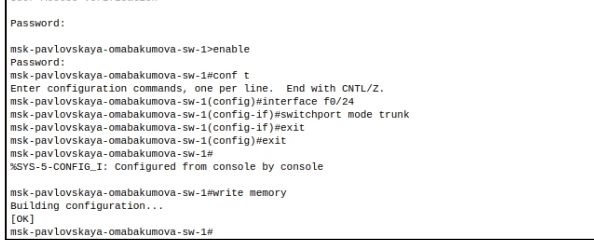 Password:
msk-pavlovskaya-omabakumova-sw-1>enable
Password:
msk-pavlovskaya-omabakumova-sw-1#conf t
Enter configuration commands, one per line.  End with CNTL/Z.
msk-pavlovskaya-omabakumova-sw-1(config)#interface f0/24
msk-pavlovskaya-omabakumova-sw-1(config-if)#switchport mode trunk
msk-pavlovskaya-omabakumova-sw-1(config-if)#exit
msk-pavlovskaya-omabakumova-sw-1(config)#exit
msk-pavlovskaya-omabakumova-sw-1#
%SYS-5-CONFIG_I: Configured from console by console
msk-pavlovskaya-omabakumova-sw-1#write memory
Building configuration...
[OK]
msk-pavlovskaya-omabakumova-sw-1#